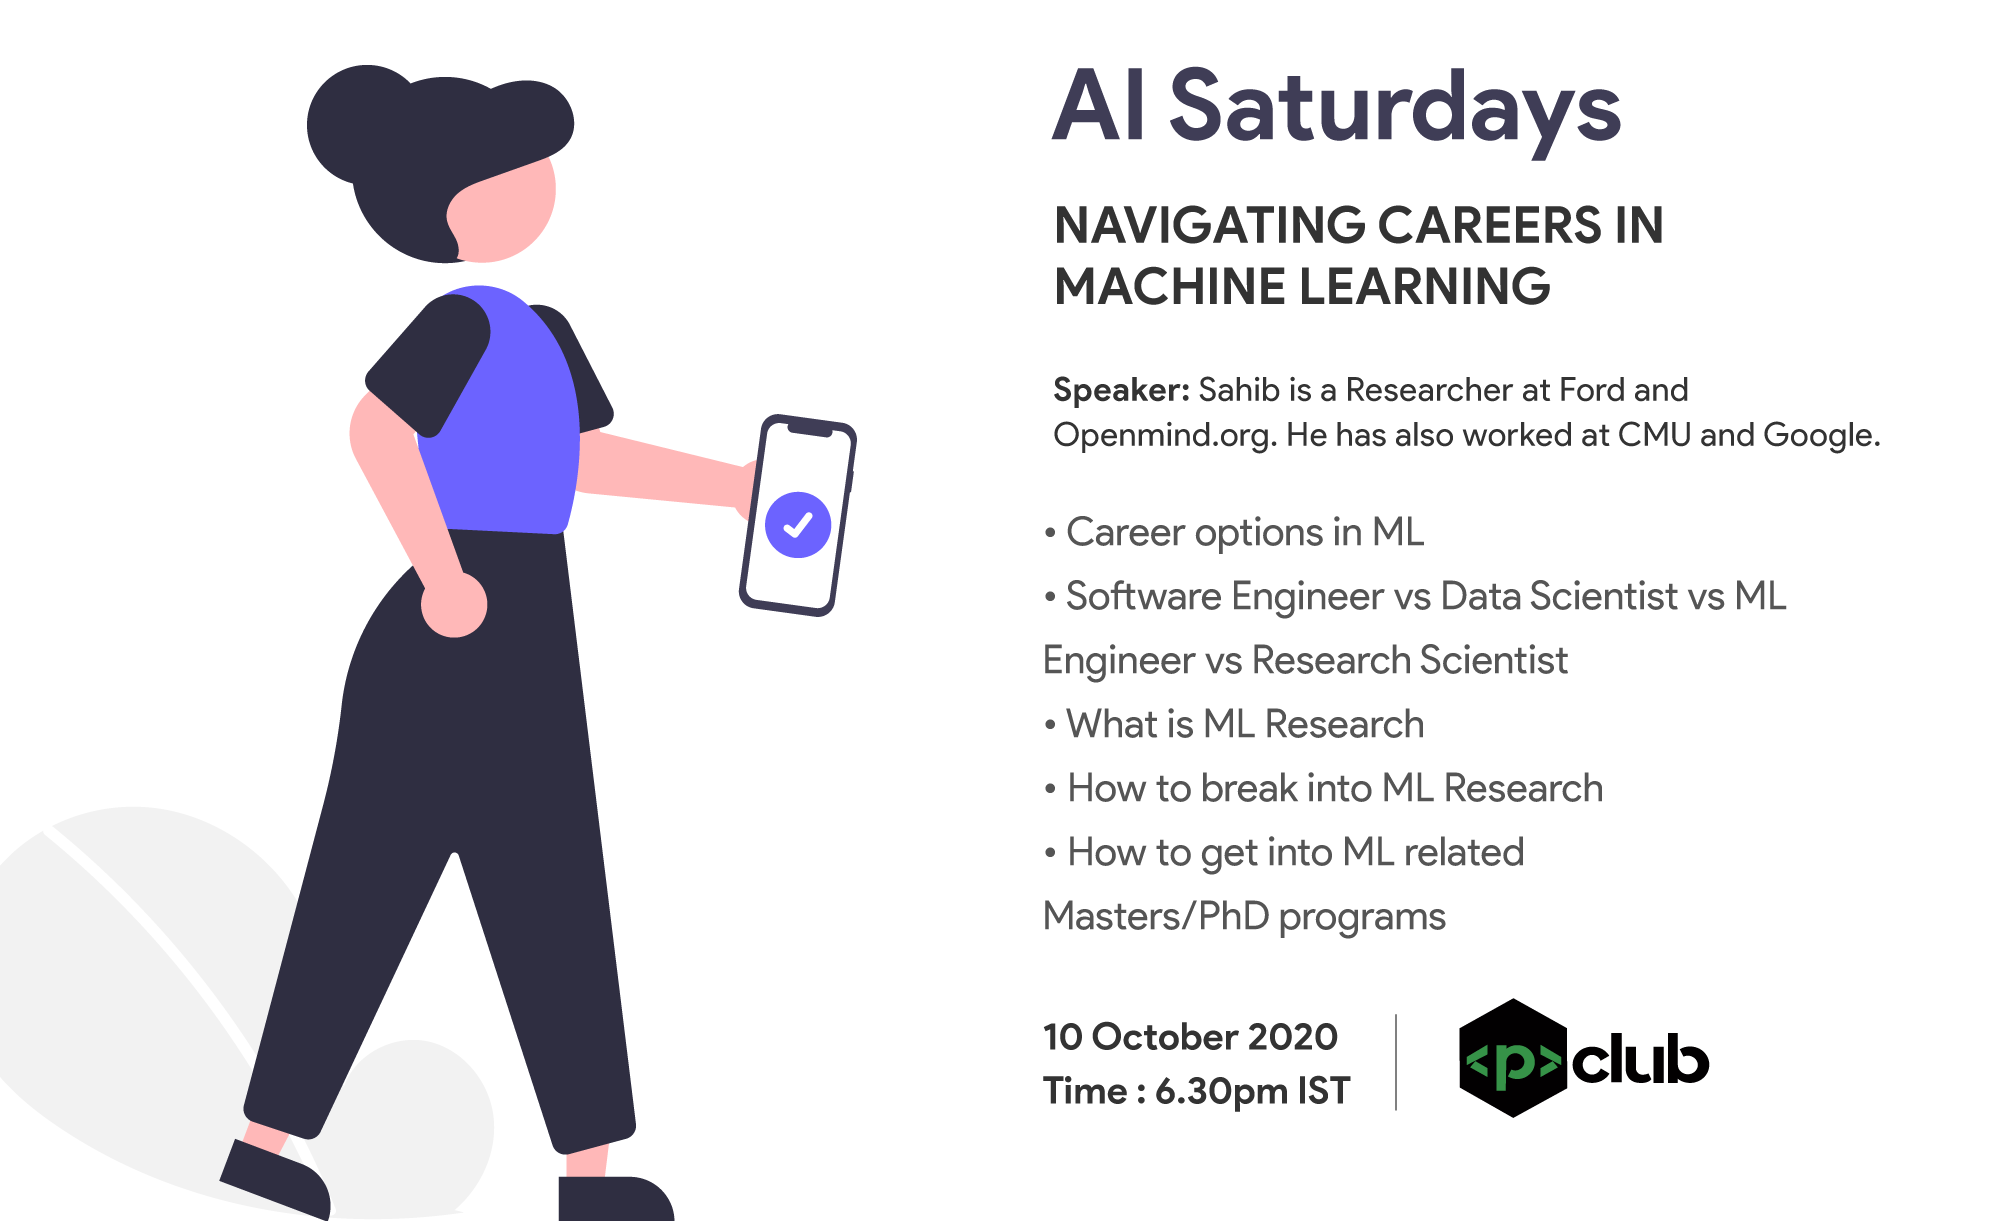 AI Saturdays
NAVIGATING CAREERS IN
MACHINE LEARNING
Speaker: Sahib is a Researcher at Ford and
Openmind.org. He has also worked at CMU and Google.
• Career options in ML
• Software Engineer vs Data Scientist vs ML
Engineer vs Research Scientist
• What is ML Research
• How to break into ML Research
• How to get into ML related
Masters/PhD programs
10 October 2020
Time : 6.30pm IST
<p> club